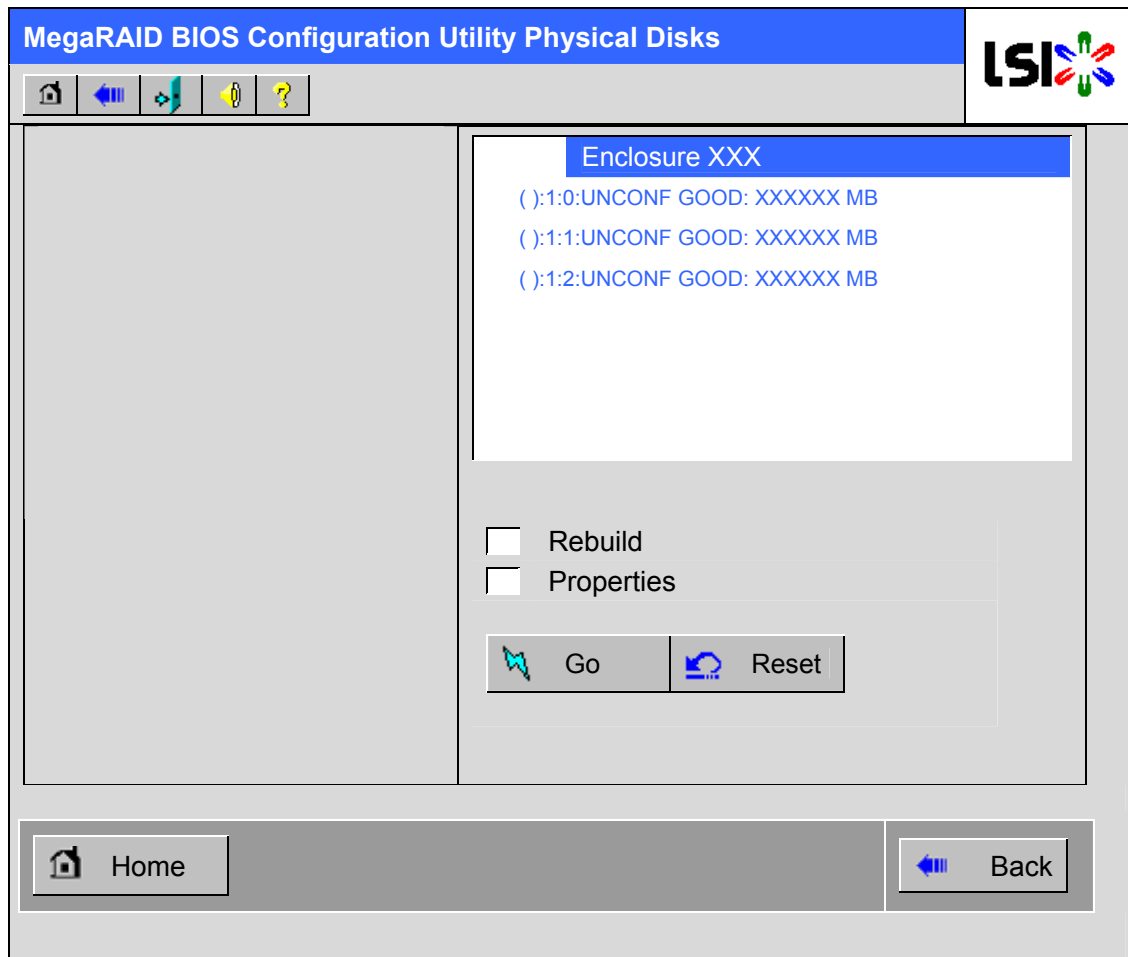 MegaRAID BIOS Configuration Utility Physical Disks
LSI
Enclosure XXX
( ):1:0:UNCONF GOOD: XXXXXX MB
( ):1:1:UNCONF GOOD: XXXXXX MB
( ):1:2:UNCONF GOOD: XXXXXX MB
Rebuild
Properties
Go
Reset
Home
Back